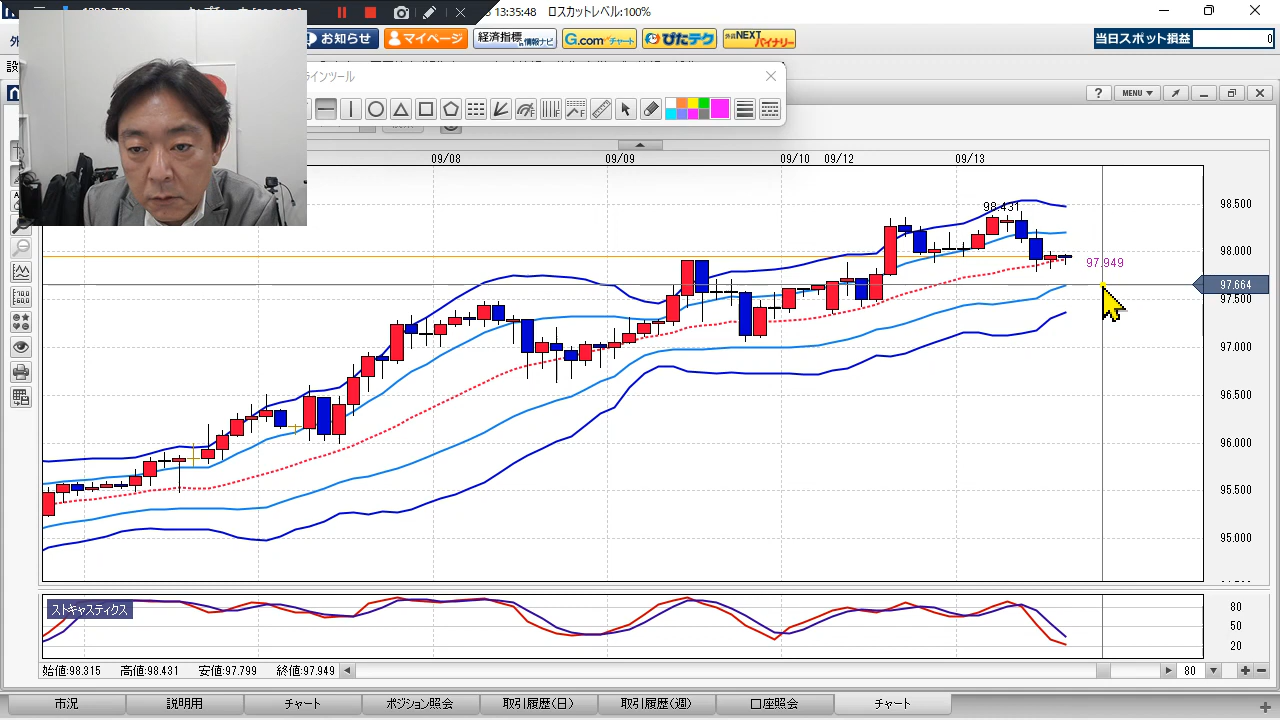 13:35:48 ロスカットレベル:100%
お知らせ
マイページ
経済指標 情報ナビ
G.comチャート
ぴたテク
外貨NEXTバイナリー
当日スポット損益
0
ラインツール
?
MENU
09/08
09/09
09/10
09/12
09/13
98.431
97.949
98.500
98.000
97.664
97.500
97.000
96.500
96.000
95.500
95.000
ストキャスティクス
80
50
20
始値:98.315 高値:98.431 安値:97.799 終値:97.949
80
市況
説明用
チャート
ポジション照会
取引履歴(日)
取引履歴(週)
口座照会
チャート